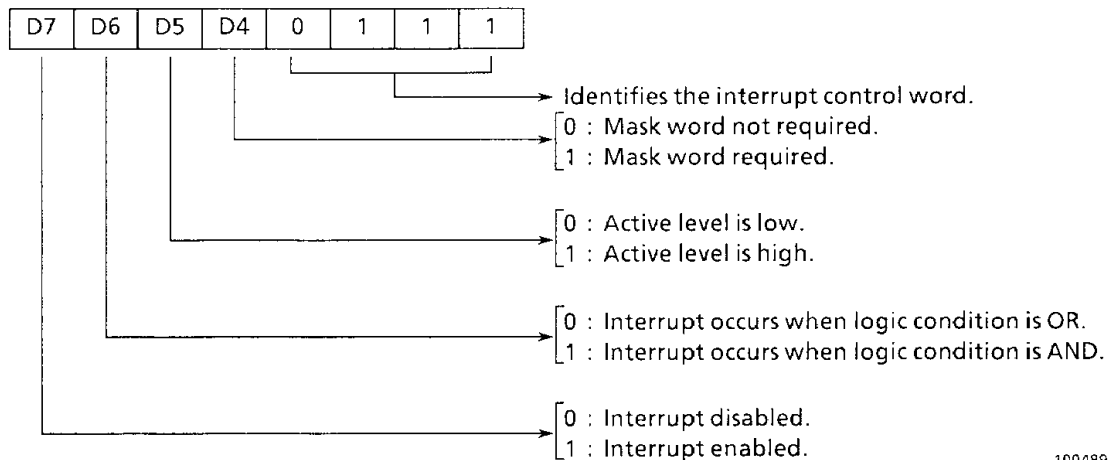 D7 D6 D5 D4 0 1 1 1
Identifies the interrupt control word.
0 : Mask word not required.
1 : Mask word required.
0 : Active level is low.
1 : Active level is high.
0 : Interrupt occurs when logic condition is OR.
1 : Interrupt occurs when logic condition is AND.
0 : Interrupt disabled.
1 : Interrupt enabled.
100489